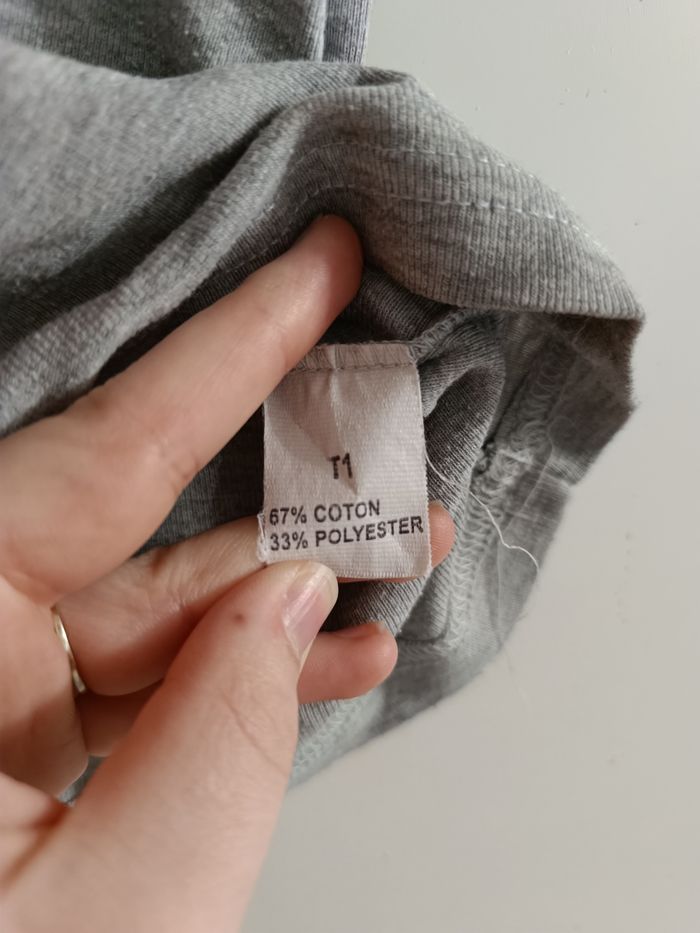 T1
67% COTON
33% POLYESTER